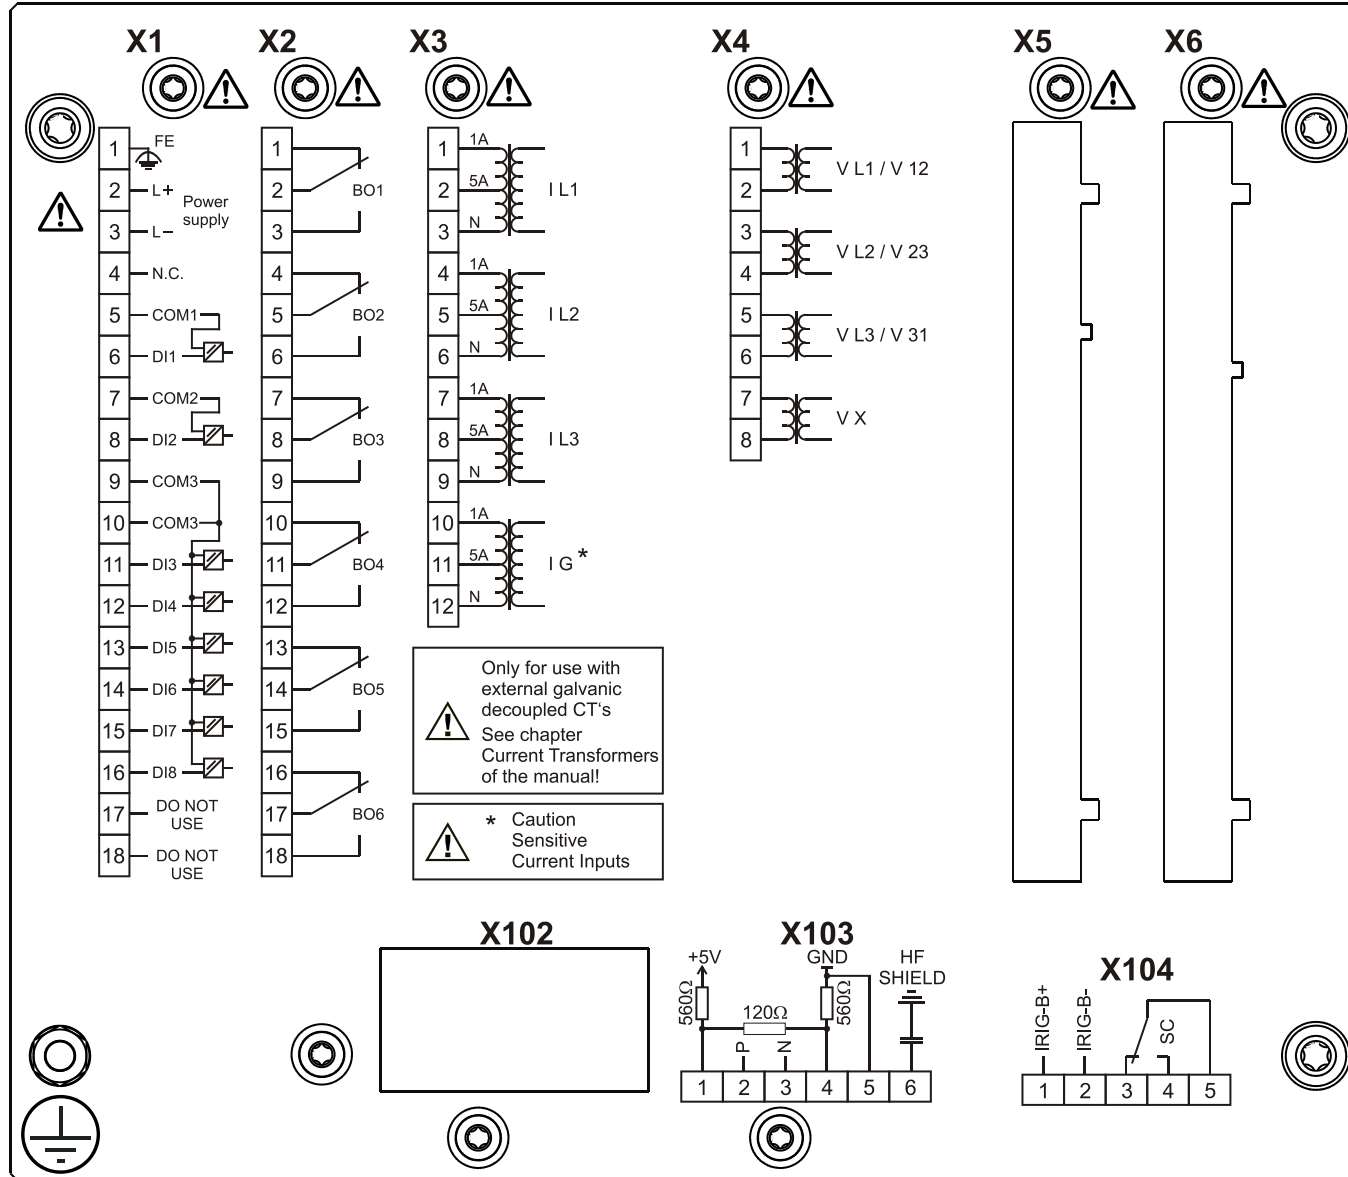 X1
X2
X3
X4
X5
X6
1 FE
2 L+
Power
supply
3 L–
4 N.C.
5 COM1
6 DI1
7 COM2
8 DI2
9 COM3
10 COM3
11 DI3
12 DI4
13 DI5
14 DI6
15 DI7
16 DI8
17 DO NOT
USE
18 DO NOT
USE
1
2 BO1
3
4
5 BO2
6
7
8 BO3
9
10
11 BO4
12
13
14 BO5
15
16
17 BO6
18
1 1A
2 5A I L1
3 N
4 1A
5 5A I L2
6 N
7 1A
8 5A I L3
9 N
10 1A
11 5A I G *
12 N
Only for use with
external galvanic
decoupled CT‘s
See chapter
Current Transformers
of the manual!
* Caution
Sensitive
Current Inputs
1
V L1 / V 12
2
3
V L2 / V 23
4
5
V L3 / V 31
6
7
V X
8
X102
X103
+5V
GND
HF
SHIELD
560Ω
120Ω
560Ω
P
N
1 2 3 4 5 6
X104
IRIG-B+
IRIG-B-
SC
1 2 3 4 5